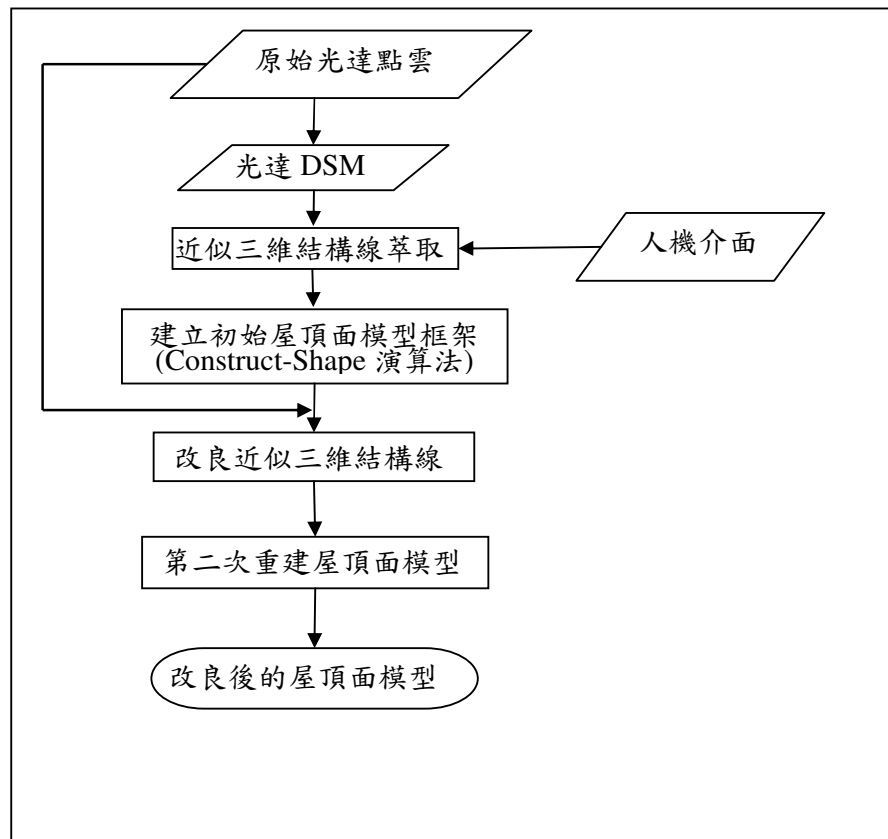 原始光達點雲
光達 DSM
近似三維結構線萃取
人機介面
建立初始屋頂面模型框架
(Construct-Shape 演算法)
改良近似三維結構線
第二次重建屋頂面模型
改良後的屋頂面模型